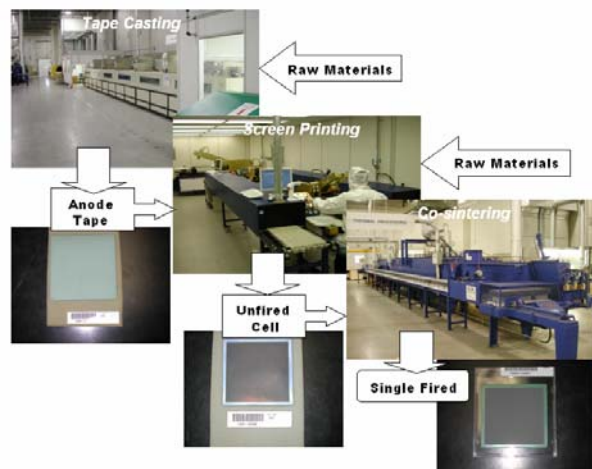 Tape Casting
Raw Materials
Screen Printing
Raw Materials
Anode
Tape
Co-sintering
Unfired
Cell
Single Fired